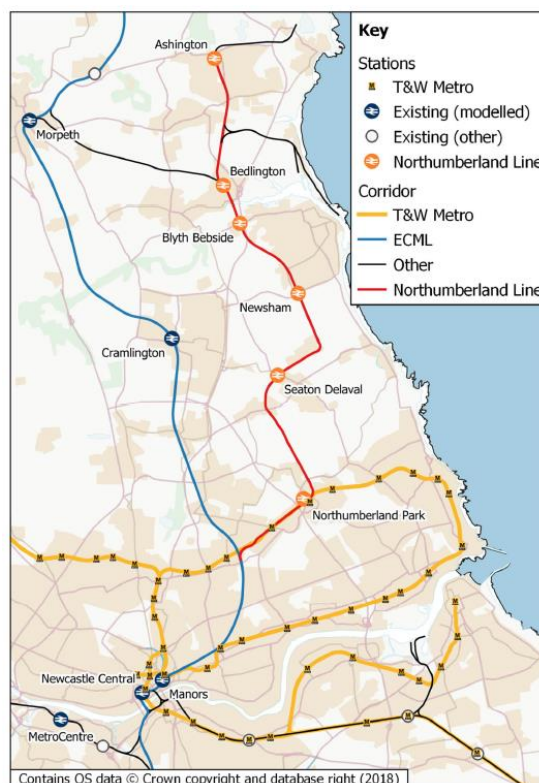 Key
Stations
T&W Metro
Existing (modelled)
Existing (other)
Northumberland Line
Corridor
T&W Metro
ECML
Other
Northumberland Line
Ashington
Morpeth
Bedlington
Blyth Bebside
Newsham
Cramlington
Seaton Delaval
Northumberland Park
Newcastle Central
Manors
MetroCentre
Contains OS data © Crown copyright and database right (2018)